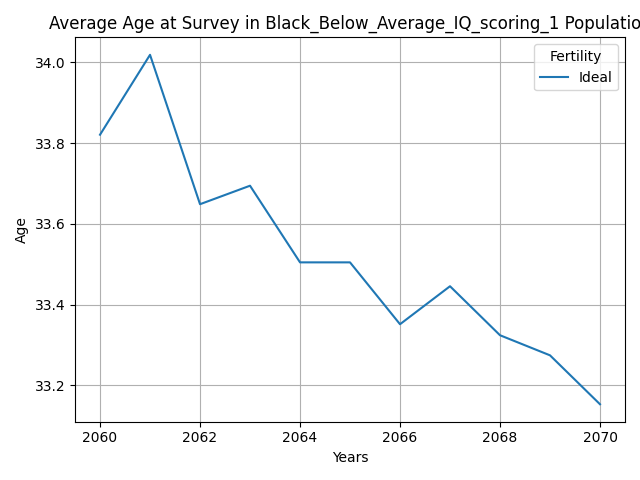 Average Age at Survey in Black_Below_Average_IQ_scoring_1 Populatio
Fertility
Ideal
34.0
33.8
33.6
33.4
33.2
Age
2060 2062 2064 2066 2068 2070
Years